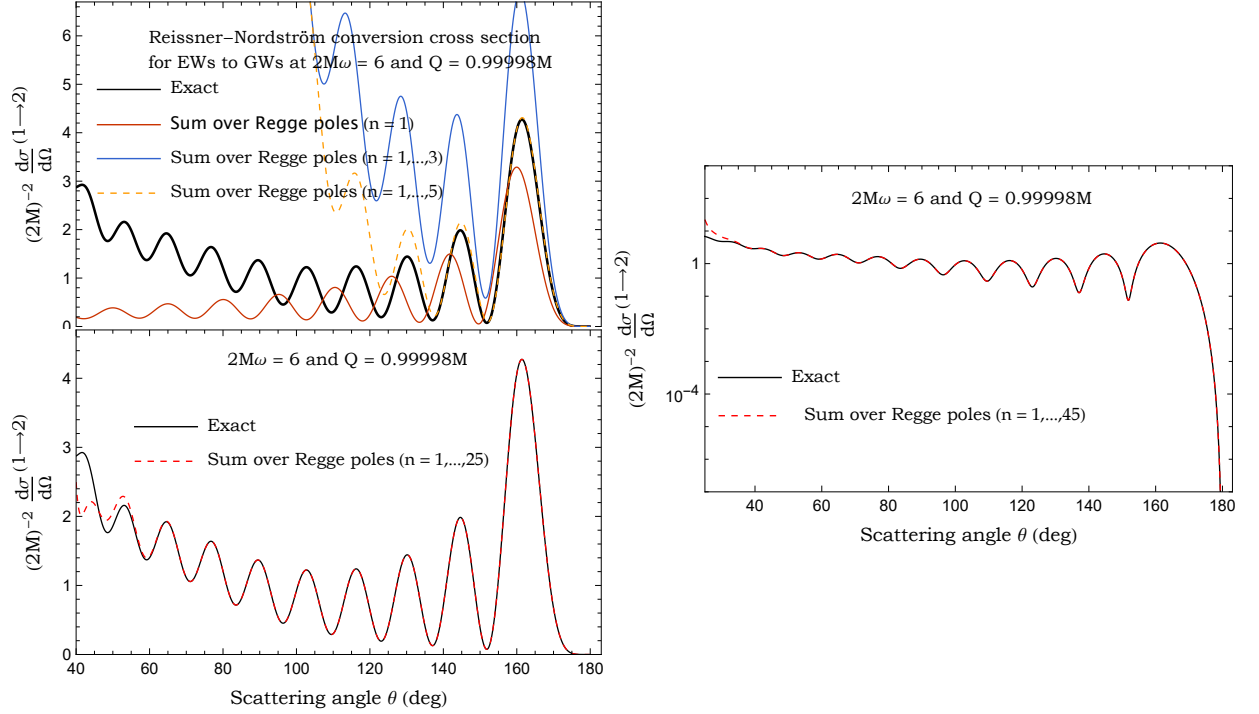 Reissner–Nordström conversion cross section
for EWs to GWs at 2Mω = 6 and Q = 0.99998M
Exact
Sum over Regge poles (n = 1)
Sum over Regge poles (n = 1,...,3)
Sum over Regge poles (n = 1,...,5)
(2M)⁻² dσ/dΩ (1⟶2)
6
5
4
3
2
1
0
2Mω = 6 and Q = 0.99998M
Exact
Sum over Regge poles (n = 1,...,25)
(2M)⁻² dσ/dΩ (1⟶2)
4
3
2
1
0
40 60 80 100 120 140 160 180
Scattering angle θ (deg)
2Mω = 6 and Q = 0.99998M
Exact
Sum over Regge poles (n = 1,...,45)
(2M)⁻² dσ/dΩ (1⟶2)
1
10⁻⁴
40 60 80 100 120 140 160 180
Scattering angle θ (deg)